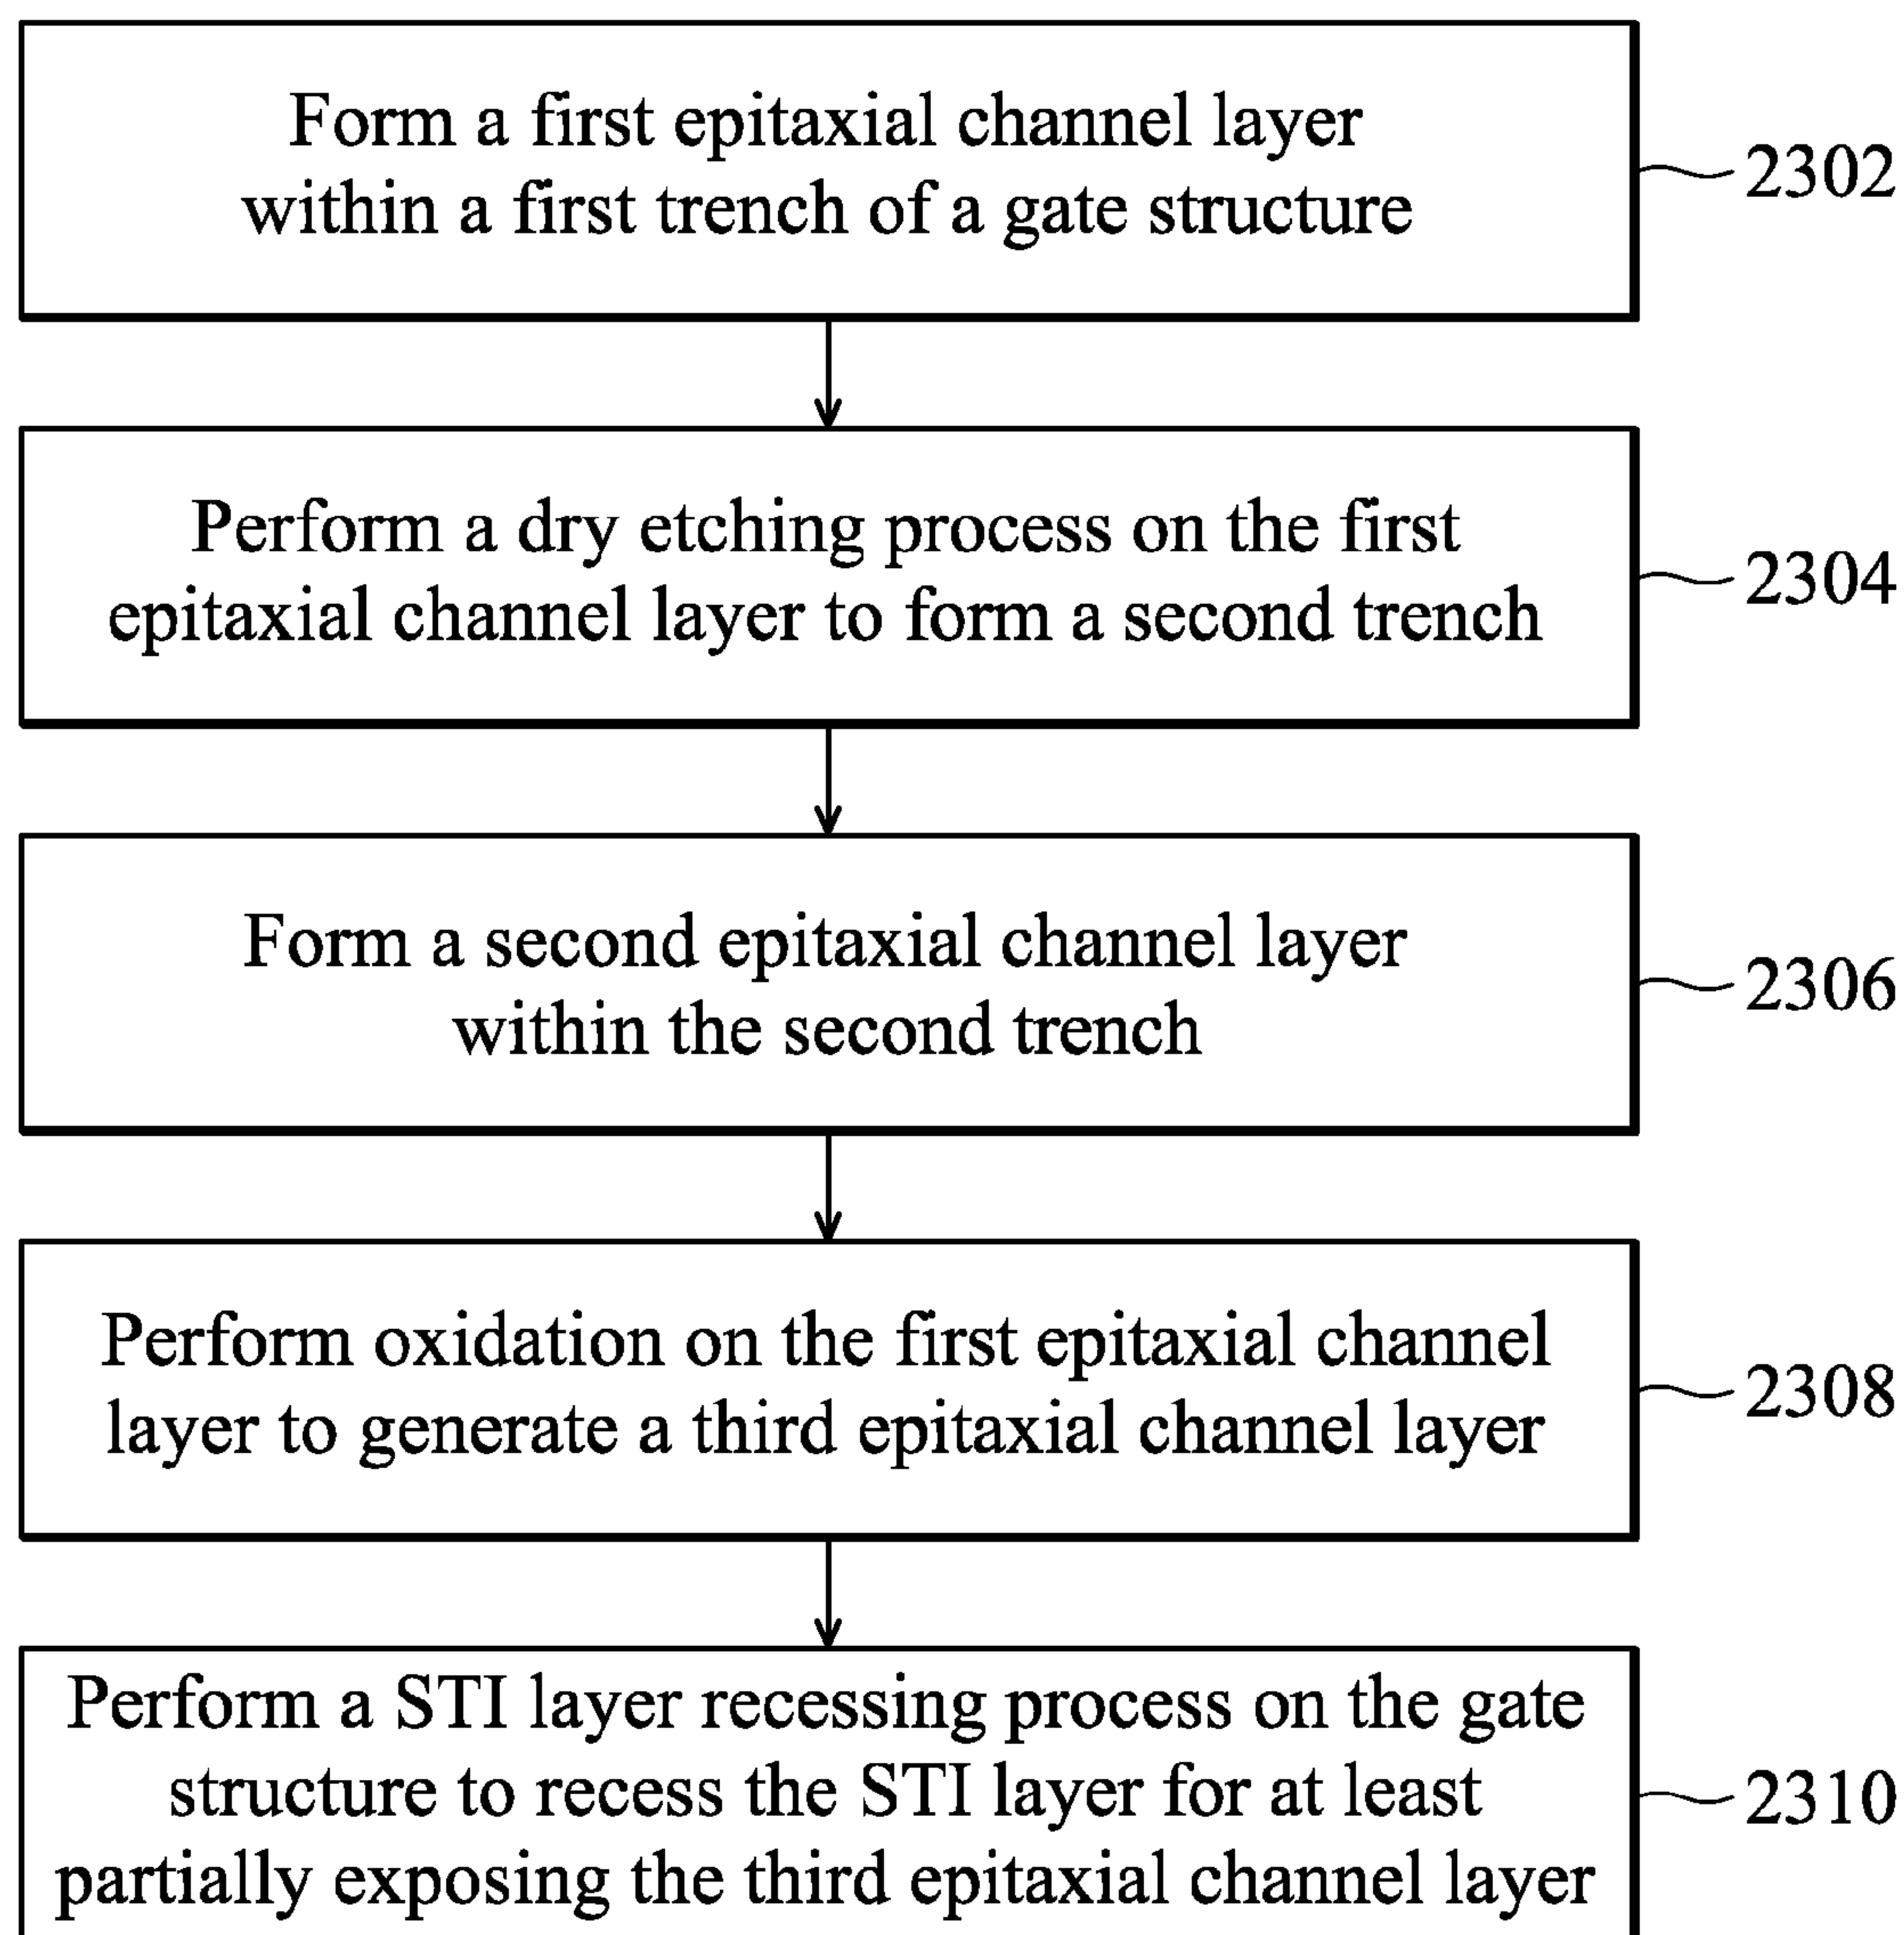 Form a first epitaxial channel layer
within a first trench of a gate structure
2302
Perform a dry etching process on the first
epitaxial channel layer to form a second trench
2304
Form a second epitaxial channel layer
within the second trench
2306
Perform oxidation on the first epitaxial channel
layer to generate a third epitaxial channel layer
2308
Perform a STI layer recessing process on the gate
structure to recess the STI layer for at least
partially exposing the third epitaxial channel layer
2310